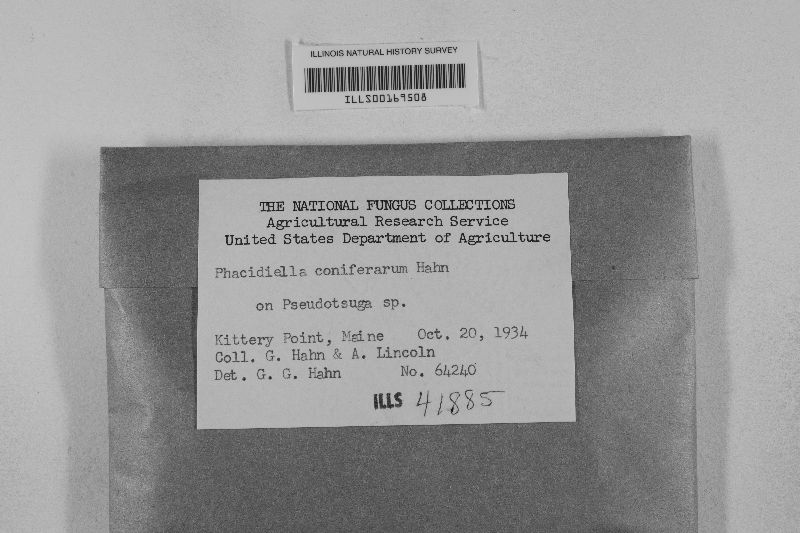 ILLINOIS NATURAL HISTORY SURVEY
ILLS00169508
THE NATIONAL FUNGUS COLLECTIONS
Agricultural Research Service
United States Department of Agriculture
Phacidiella coniferarum Hahn
on Pseudotsuga sp.
Kittery Point, Maine Oct. 20, 1934
Coll. G. Hahn & A. Lincoln
Det. G. G. Hahn No. 64240
ILLS 41885